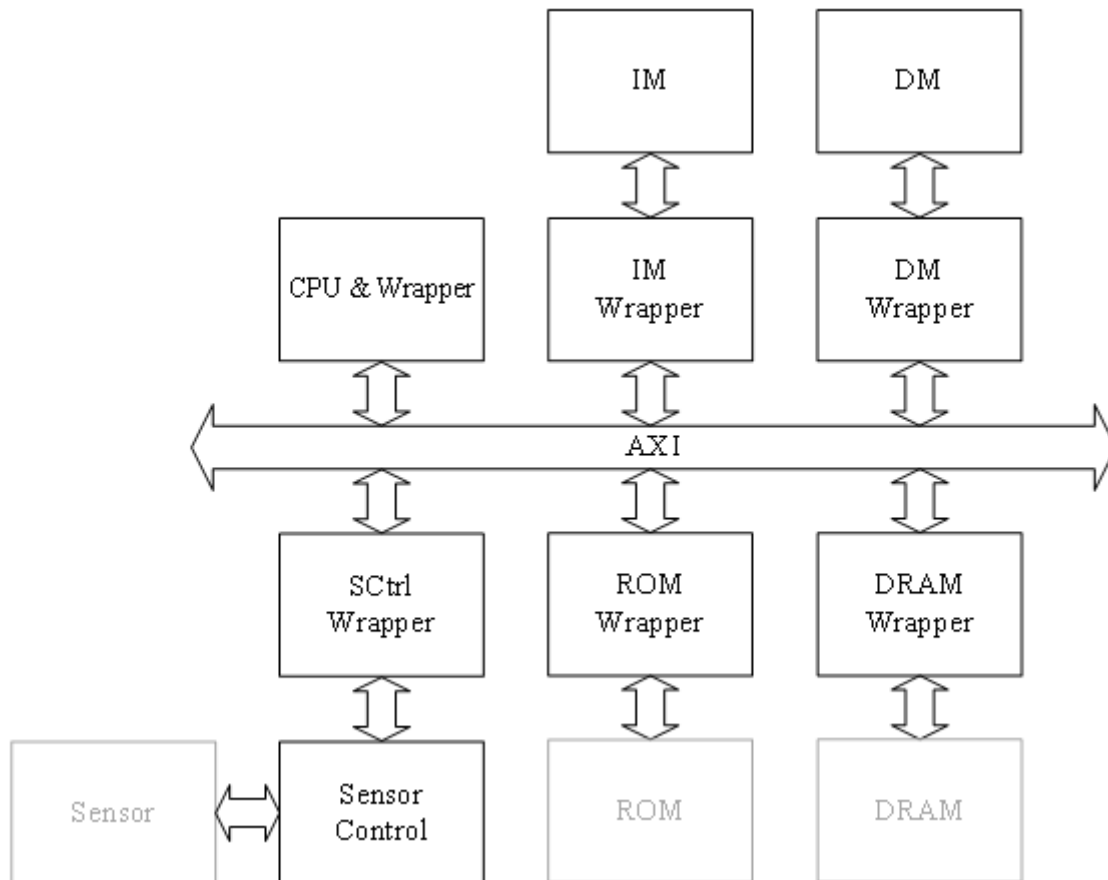 IM
DM
CPU & Wrapper
IM
Wrapper
DM
Wrapper
AXI
SCtrl
Wrapper
ROM
Wrapper
DRAM
Wrapper
Sensor
Sensor
Control
ROM
DRAM